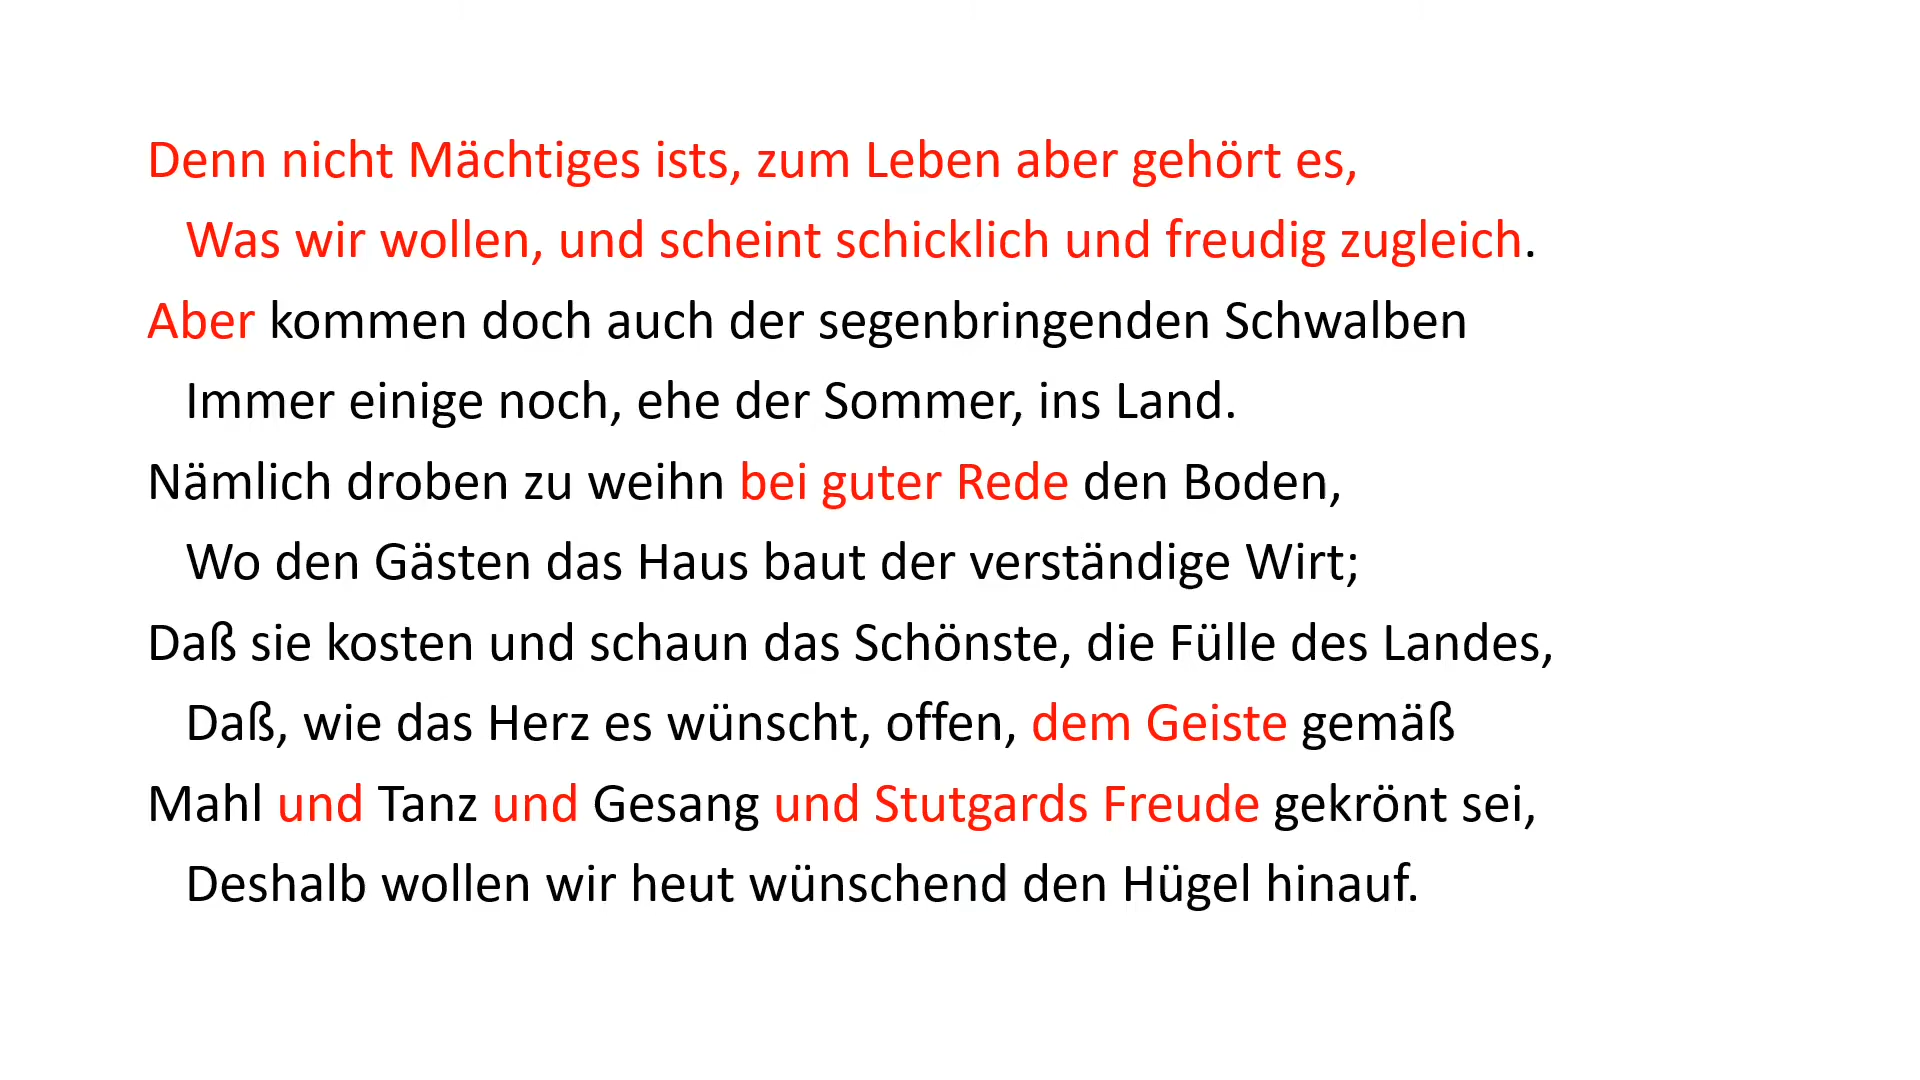 Denn nicht Mächtiges ists, zum Leben aber gehört es,
Was wir wollen, und scheint schicklich und freudig zugleich.
Aber kommen doch auch der segenbringenden Schwalben
Immer einige noch, ehe der Sommer, ins Land.
Nämlich droben zu weihn bei guter Rede den Boden,
Wo den Gästen das Haus baut der verständige Wirt;
Daß sie kosten und schaun das Schönste, die Fülle des Landes,
Daß, wie das Herz es wünscht, offen, dem Geiste gemäß
Mahl und Tanz und Gesang und Stutgards Freude gekrönt sei,
Deshalb wollen wir heut wünschend den Hügel hinauf.